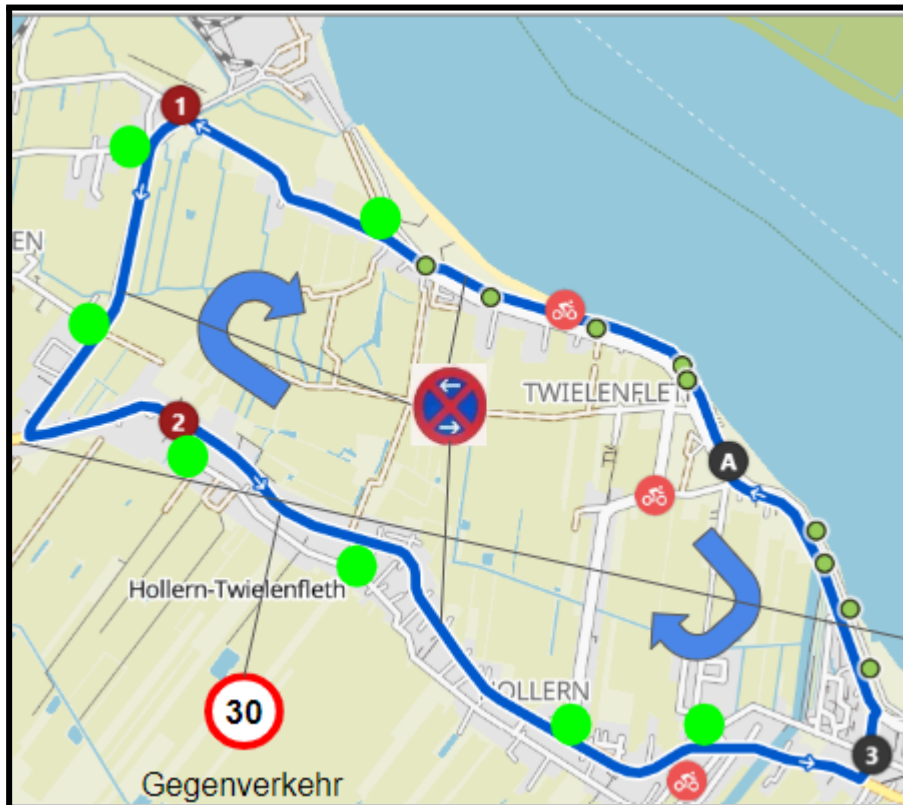 1
EN
TWIELENFLETH
A
2
Hollern-Twielenfleth
HOLLERN
30
3
Gegenverkehr